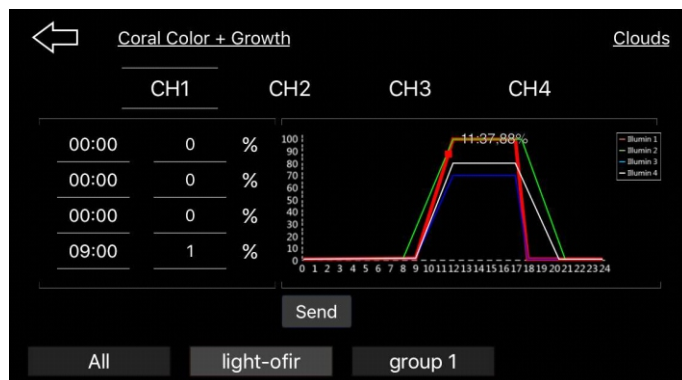 Coral Color + Growth Clouds
CH1 CH2 CH3 CH4
00:00 0 %
00:00 0 %
00:00 0 %
09:00 1 %
11:37,88%
100
90
80
70
60
50
40
30
20
10
0
0 1 2 3 4 5 6 7 8 9 10 11 12 13 14 15 16 17 18 19 20 21 22 23 24
Illumin 1
Illumin 2
Illumin 3
Illumin 4
Send
All light-ofir group 1